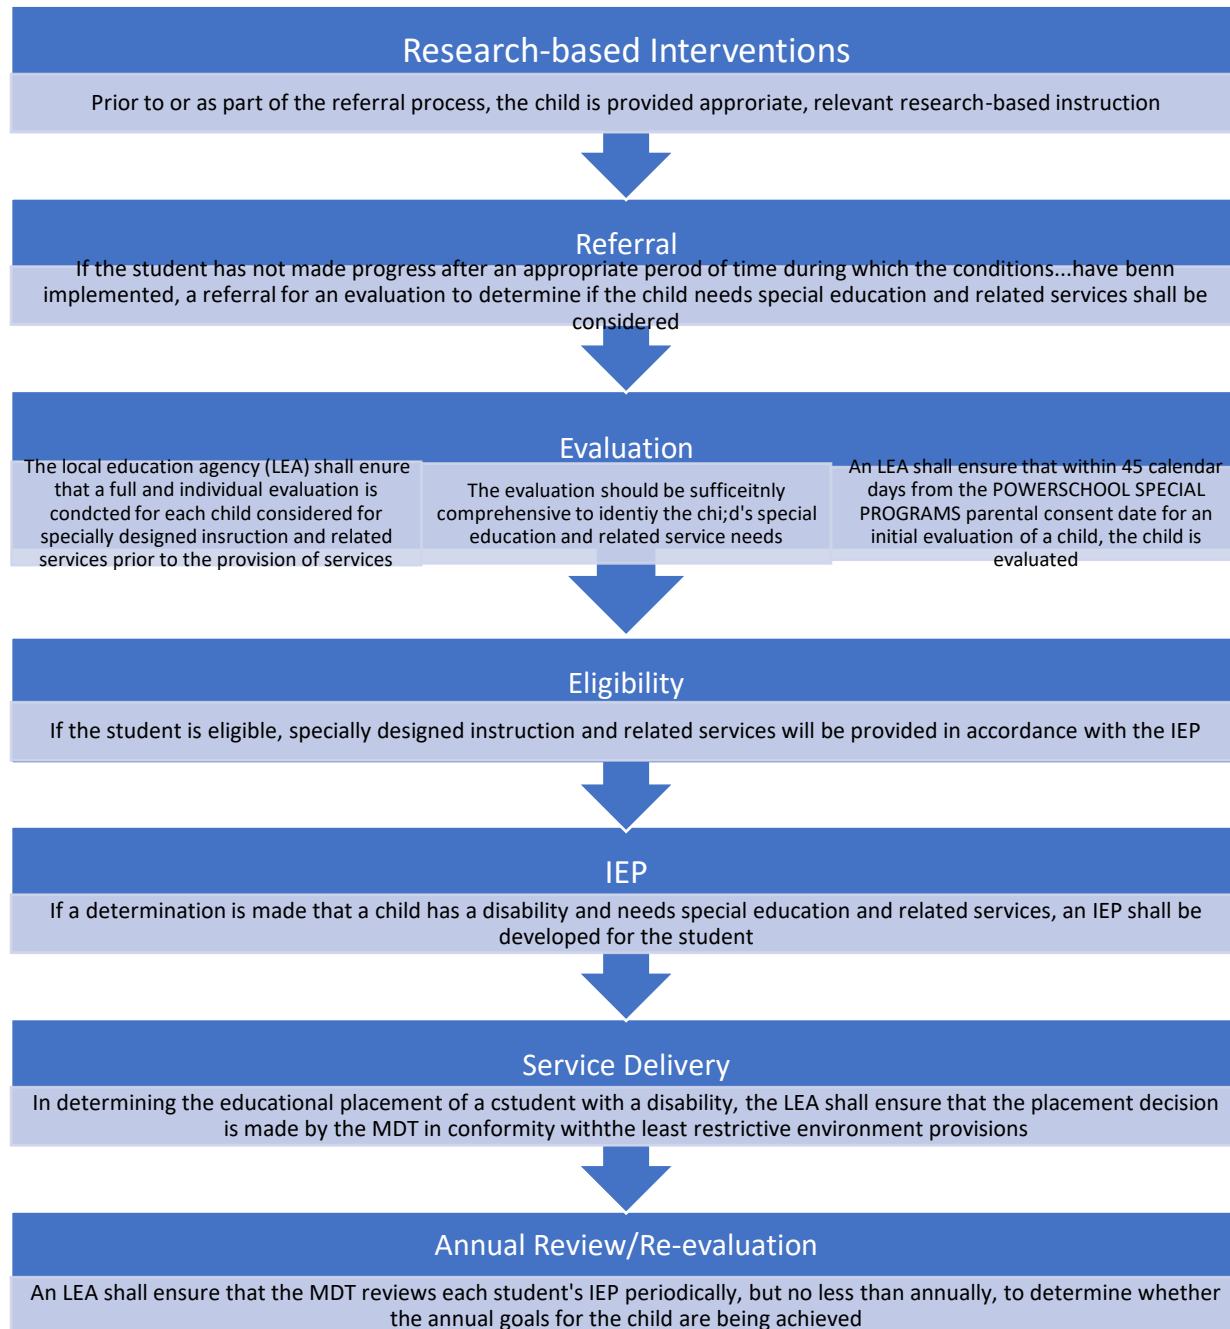 Research-based Interventions
Prior to or as part of the referral process, the child is provided approriate, relevant research-based instruction
Referral
If the student has not made progress after an appropriate perod of time during which the conditions...have benn
implemented, a referral for an evaluation to determine if the child needs special education and related services shall be
considered
Evaluation
The local education agency (LEA) shall enure
that a full and individual evaluation is
condcted for each child considered for
specially designed insruction and related
services prior to the provision of services
The evaluation should be sufficeitnly
comprehensive to identiy the chi;d's special
education and related service needs
An LEA shall ensure that within 45 calendar
days from the POWERSCHOOL SPECIAL
PROGRAMS parental consent date for an
initial evaluation of a child, the child is
evaluated
Eligibility
If the student is eligible, specially designed instruction and related services will be provided in accordance with the IEP
IEP
If a determination is made that a child has a disability and needs special education and related services, an IEP shall be
developed for the student
Service Delivery
In determining the educational placement of a cstudent with a disability, the LEA shall ensure that the placement decision
is made by the MDT in conformity withthe least restrictive environment provisions
Annual Review/Re-evaluation
An LEA shall ensure that the MDT reviews each student's IEP periodically, but no less than annually, to determine whether
the annual goals for the child are being achieved